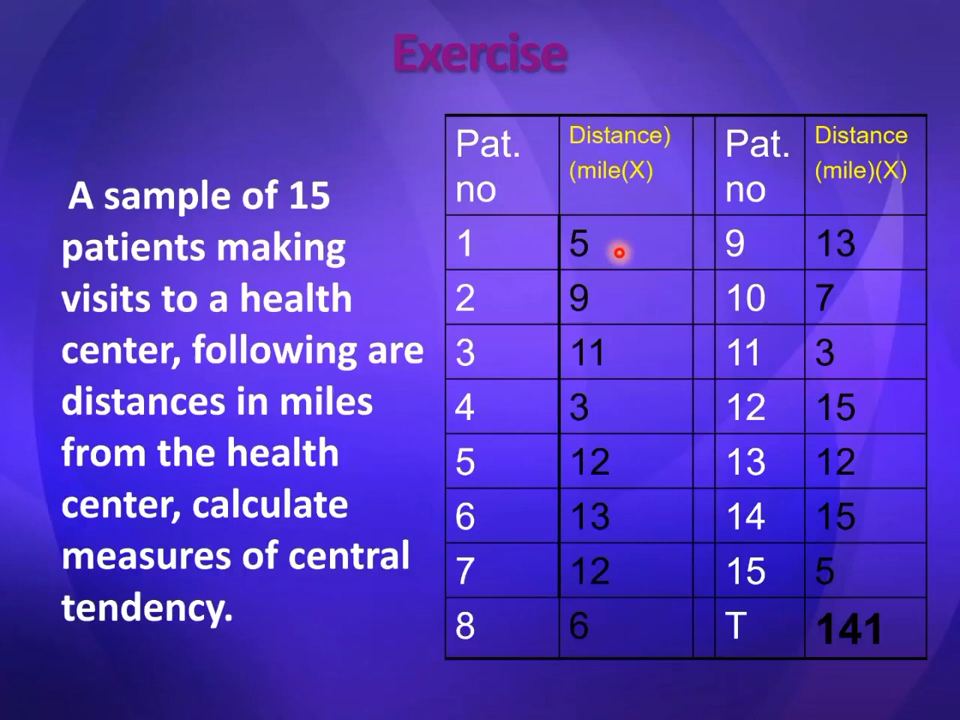 Exercise
A sample of 15
patients making
visits to a health
center, following are
distances in miles
from the health
center, calculate
measures of central
tendency.
Pat. no Distance) (mile(X) Pat. no Distance (mile)(X)
1 5 9 13
2 9 10 7
3 11 11 3
4 3 12 15
5 12 13 12
6 13 14 15
7 12 15 5
8 6 T 141